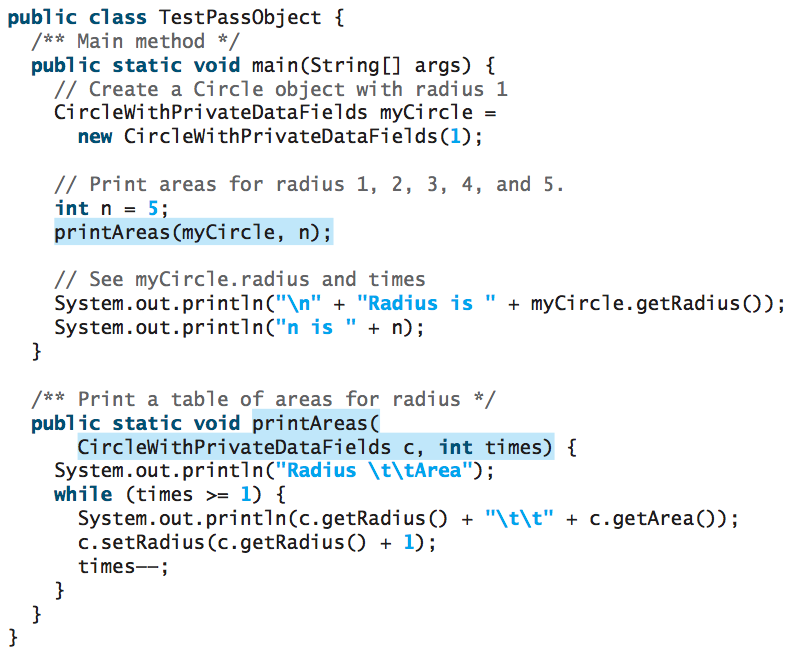 public class TestPassObject {
  /** Main method */
  public static void main(String[] args) {
    // Create a Circle object with radius 1
    CircleWithPrivateDataFields myCircle =
      new CircleWithPrivateDataFields(1);

    // Print areas for radius 1, 2, 3, 4, and 5.
    int n = 5;
    printAreas(myCircle, n);

    // See myCircle.radius and times
    System.out.println("\n" + "Radius is " + myCircle.getRadius());
    System.out.println("n is " + n);
  }

  /** Print a table of areas for radius */
  public static void printAreas(
      CircleWithPrivateDataFields c, int times) {
    System.out.println("Radius \t\tArea");
    while (times >= 1) {
      System.out.println(c.getRadius() + "\t\t" + c.getArea());
      c.setRadius(c.getRadius() + 1);
      times——;
    }
  }
}